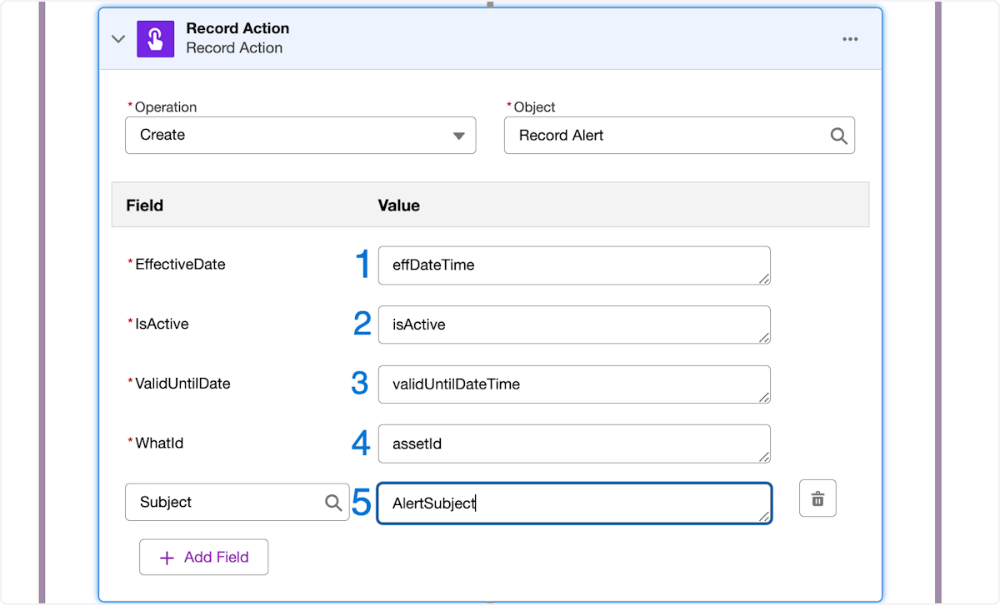 Record Action
Record Action
*Operation
*Object
Create
Record Alert
Field Value
*EffectiveDate 1 effDateTime
*IsActive 2 isActive
*ValidUntilDate 3 validUntilDateTime
*WhatId 4 assetId
Subject 5 AlertSubject
+ Add Field